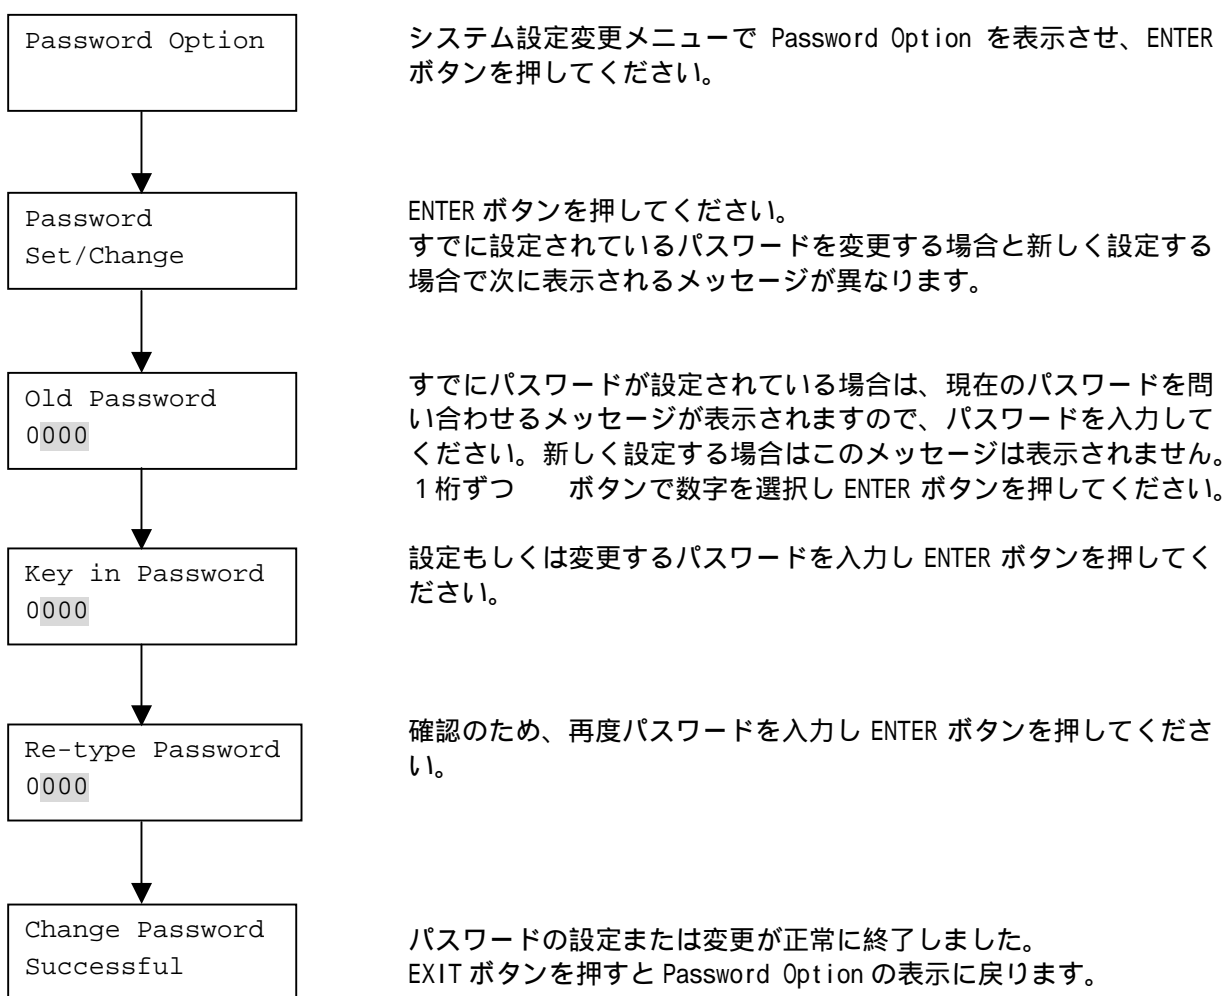 Password Option
システム設定変更メニューで Password Option を表示させ、ENTER
ボタンを押してください。
Password
Set/Change
ENTER ボタンを押してください。
すでに設定されているパスワードを変更する場合と新しく設定する
場合で次に表示されるメッセージが異なります。
Old Password
0000
すでにパスワードが設定されている場合は、現在のパスワードを問
い合わせるメッセージが表示されますので、パスワードを入力して
ください。新しく設定する場合はこのメッセージは表示されません。
１桁ずつ　　ボタンで数字を選択し ENTER ボタンを押してください。
Key in Password
0000
設定もしくは変更するパスワードを入力し ENTER ボタンを押してく
ださい。
Re-type Password
0000
確認のため、再度パスワードを入力し ENTER ボタンを押してくださ
い。
Change Password
Successful
パスワードの設定または変更が正常に終了しました。
EXIT ボタンを押すと Password Option の表示に戻ります。